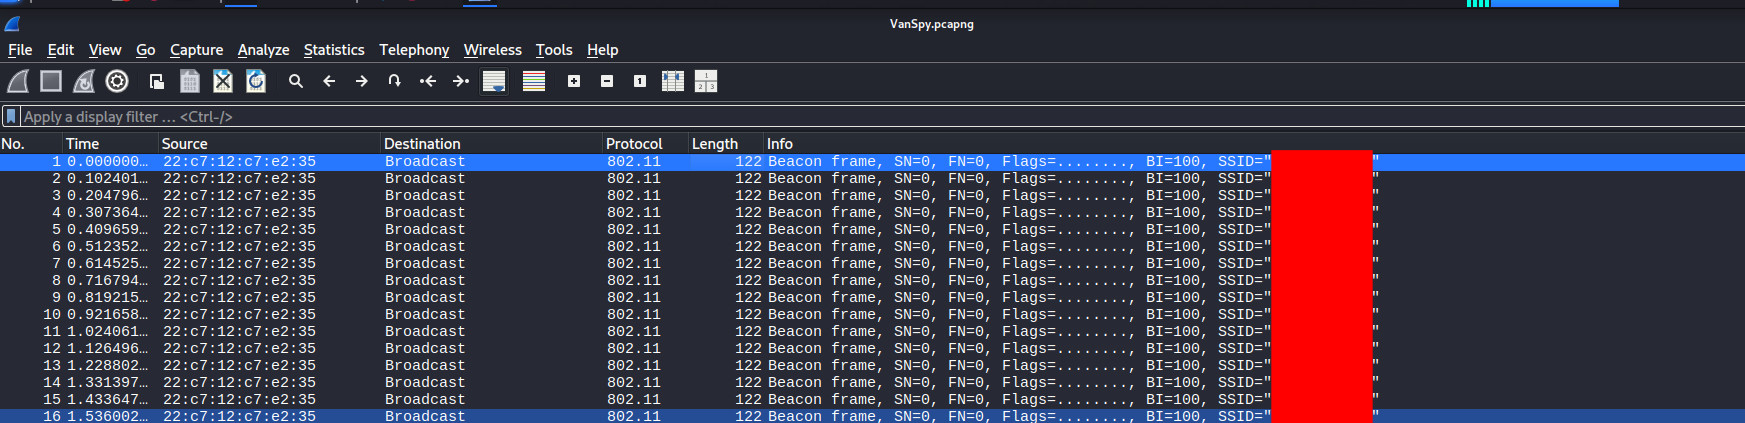 VanSpy.pcapng
File Edit View Go Capture Analyze Statistics Telephony Wireless Tools Help
Apply a display filter ... <Ctrl-/>
No. Time Source Destination Protocol Length Info
1 0.000000… 22:c7:12:c7:e2:35 Broadcast 802.11 122 Beacon frame, SN=0, FN=0, Flags=........, BI=100, SSID=" "
2 0.102401… 22:c7:12:c7:e2:35 Broadcast 802.11 122 Beacon frame, SN=0, FN=0, Flags=........, BI=100, SSID=" "
3 0.204796… 22:c7:12:c7:e2:35 Broadcast 802.11 122 Beacon frame, SN=0, FN=0, Flags=........, BI=100, SSID=" "
4 0.307364… 22:c7:12:c7:e2:35 Broadcast 802.11 122 Beacon frame, SN=0, FN=0, Flags=........, BI=100, SSID=" "
5 0.409659… 22:c7:12:c7:e2:35 Broadcast 802.11 122 Beacon frame, SN=0, FN=0, Flags=........, BI=100, SSID=" "
6 0.512352… 22:c7:12:c7:e2:35 Broadcast 802.11 122 Beacon frame, SN=0, FN=0, Flags=........, BI=100, SSID=" "
7 0.614525… 22:c7:12:c7:e2:35 Broadcast 802.11 122 Beacon frame, SN=0, FN=0, Flags=........, BI=100, SSID=" "
8 0.716794… 22:c7:12:c7:e2:35 Broadcast 802.11 122 Beacon frame, SN=0, FN=0, Flags=........, BI=100, SSID=" "
9 0.819215… 22:c7:12:c7:e2:35 Broadcast 802.11 122 Beacon frame, SN=0, FN=0, Flags=........, BI=100, SSID=" "
10 0.921658… 22:c7:12:c7:e2:35 Broadcast 802.11 122 Beacon frame, SN=0, FN=0, Flags=........, BI=100, SSID=" "
11 1.024061… 22:c7:12:c7:e2:35 Broadcast 802.11 122 Beacon frame, SN=0, FN=0, Flags=........, BI=100, SSID=" "
12 1.126496… 22:c7:12:c7:e2:35 Broadcast 802.11 122 Beacon frame, SN=0, FN=0, Flags=........, BI=100, SSID=" "
13 1.228802… 22:c7:12:c7:e2:35 Broadcast 802.11 122 Beacon frame, SN=0, FN=0, Flags=........, BI=100, SSID=" "
14 1.331397… 22:c7:12:c7:e2:35 Broadcast 802.11 122 Beacon frame, SN=0, FN=0, Flags=........, BI=100, SSID=" "
15 1.433647… 22:c7:12:c7:e2:35 Broadcast 802.11 122 Beacon frame, SN=0, FN=0, Flags=........, BI=100, SSID=" "
16 1.536002… 22:c7:12:c7:e2:35 Broadcast 802.11 122 Beacon frame, SN=0, FN=0, Flags=........, BI=100, SSID=" "